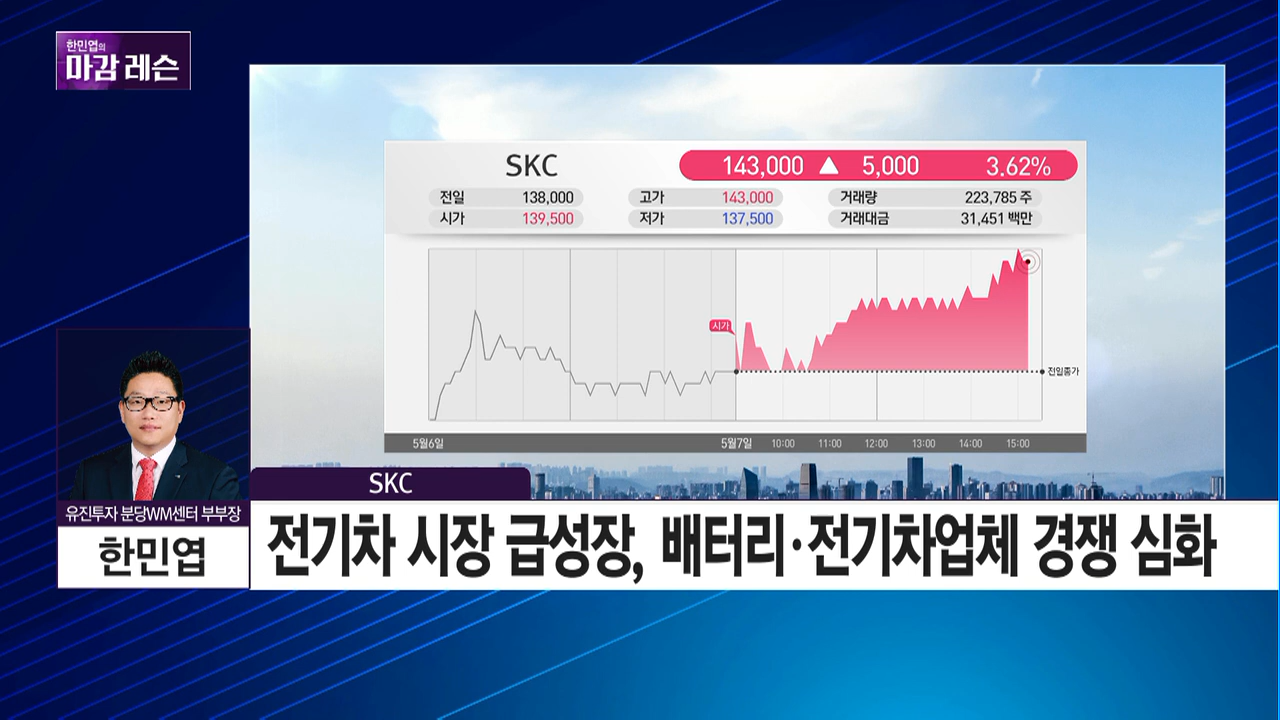 한민엽의
마감 레슨
SKC 143,000 ▲ 5,000 3.62%
전일 138,000 고가 143,000 거래량 223,785 주
시가 139,500 저가 137,500 거래대금 31,451 백만
시가
전일종가
5월6일 5월7일 10:00 11:00 12:00 13:00 14:00 15:00
SKC
유진투자 분당WM센터 부부장
한민엽
전기차 시장 급성장, 배터리·전기차업체 경쟁 심화